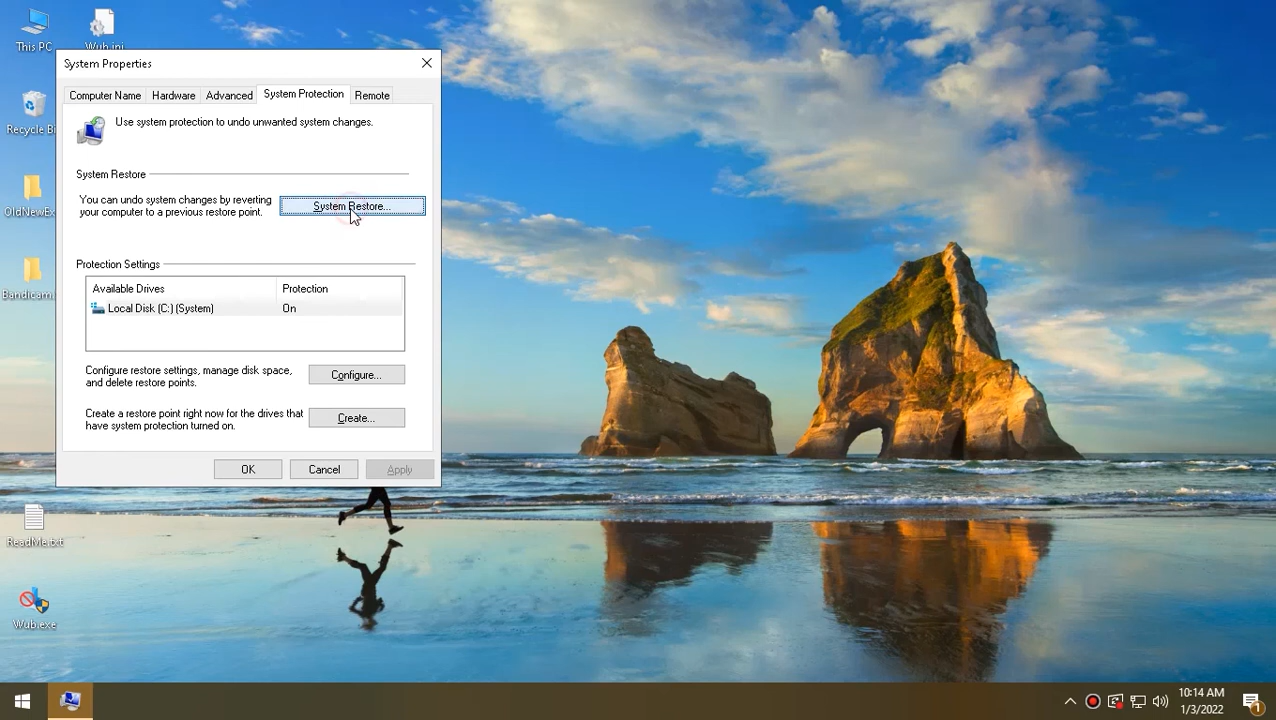 This PC
Wub.ini
System Properties
Computer Name
Hardware
Advanced
System Protection
Remote
Use system protection to undo unwanted system changes.
Recycle Bi
System Restore
You can undo system changes by reverting
your computer to a previous restore point.
System Restore...
OldNewEx
Protection Settings
Available Drives
Protection
Bandicam
Local Disk (C:) (System)
On
Configure restore settings, manage disk space,
and delete restore points.
Configure...
Create a restore point right now for the drives that
have system protection turned on.
Create...
OK
Cancel
Apply
ReadMe.txt
Wub.exe
10:14 AM
1/3/2022
1